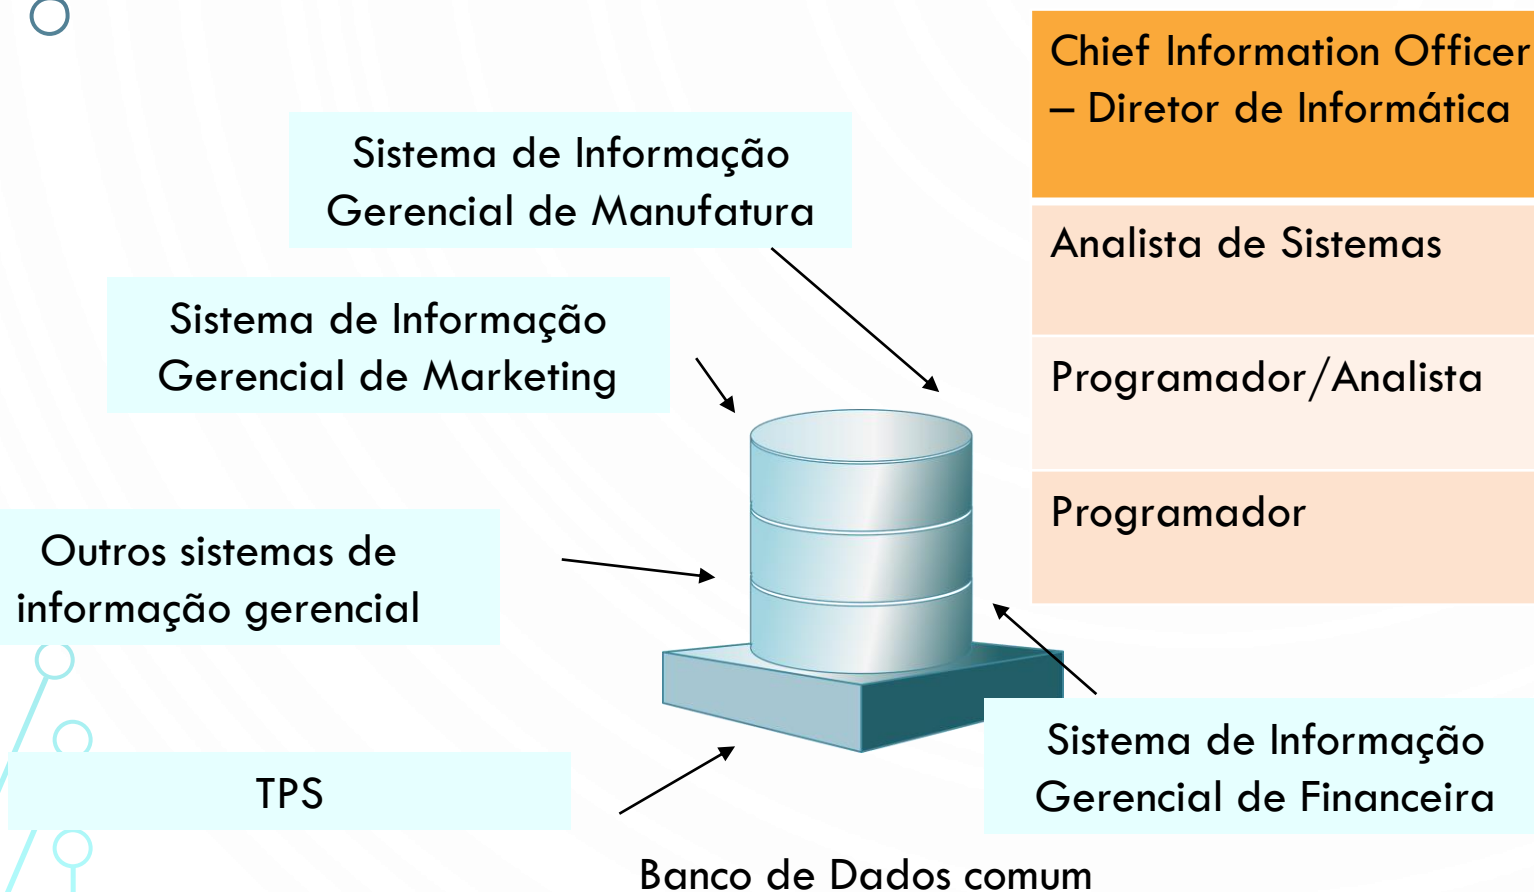 Chief Information Officer
– Diretor de Informática
Sistema de Informação
Gerencial de Manufatura
Analista de Sistemas
Sistema de Informação
Gerencial de Marketing
Programador/Analista
Programador
Outros sistemas de
informação gerencial
Sistema de Informação
Gerencial de Financeira
TPS
Banco de Dados comum